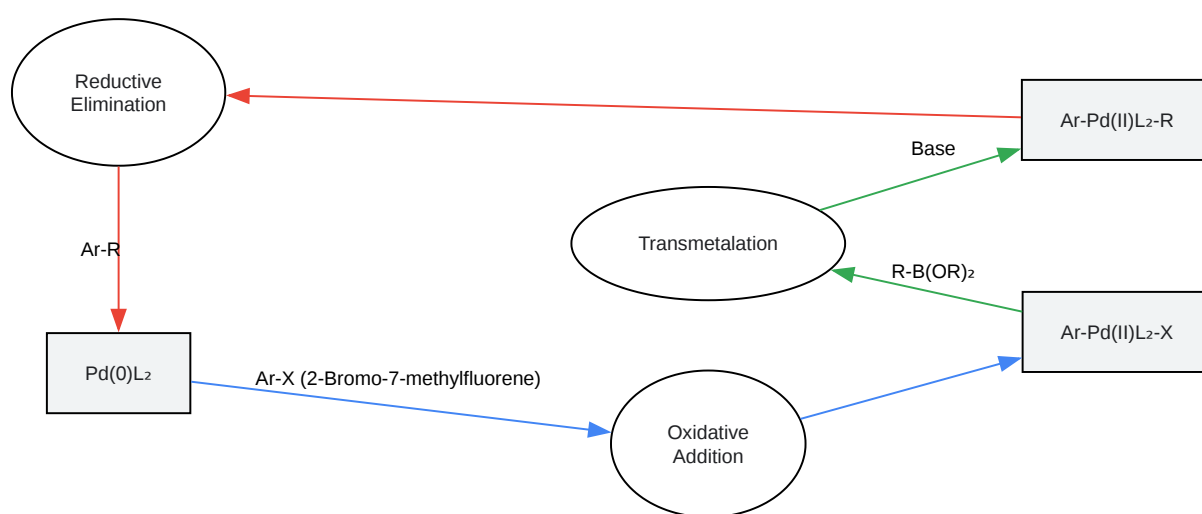 Reductive
Elimination
Ar-Pd(II)L₂-R
Base
Transmetalation
Ar-R
R-B(OR)₂
Ar-Pd(II)L₂-X
Pd(0)L₂
Ar-X (2-Bromo-7-methylfluorene)
Oxidative
Addition